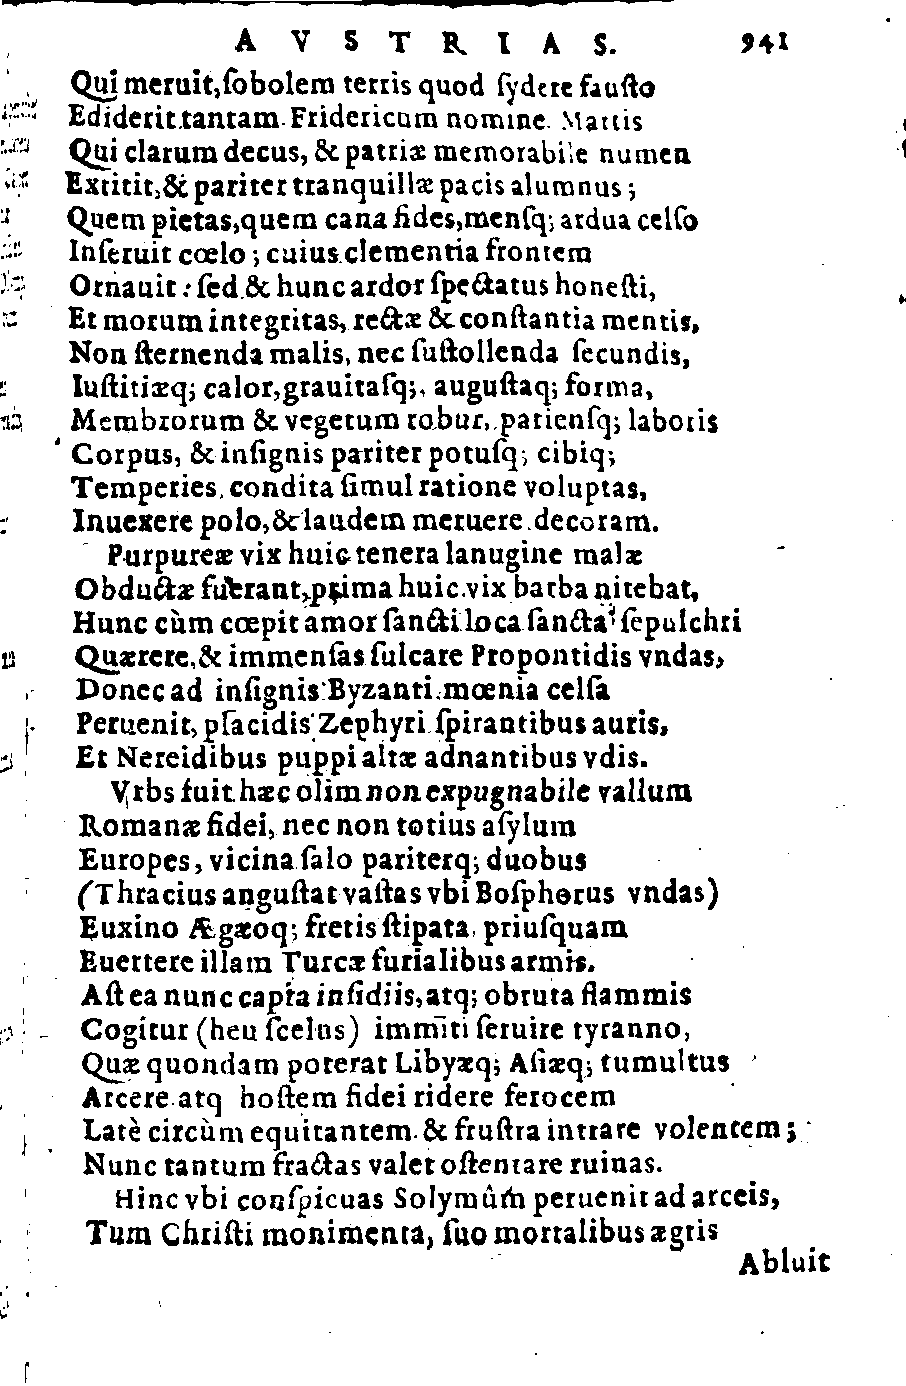 AVSTRIAS. 941
Qui meruit,ſobolem terris quod ſydere fauſto
Ediderit tantam Fridericum nomine. Martis
Qui clarum decus, & patriæ memorabile numen
Extitit,& pariter tranquillæ pacis alumnus;
Quem pietas,quem cana fides,menſq; ardua celſo
Inſeruit cœlo; cuius clementia frontem
Ornauit: ſed & hunc ardor ſpectatus honeſti,
Et morum integritas, rectæ & conſtantia mentis,
Non ſternenda malis, nec ſuſtollenda ſecundis,
Iuſtitiæq; calor,grauitaſq;, auguſtaq; forma,
Membrorum & vegetum robur, patienſq; laboris
Corpus, & inſignis pariter potuſq; cibiq;
Temperies, condita ſimul ratione voluptas,
Inuexere polo,& laudem meruere decoram.
Purpureæ vix huic tenera lanugine malæ
Obductæ fuerant,prima huic vix barba nitebat,
Hunc cùm cœpit amor ſancti loca ſancta ſepulchri
Quærere,& immenſas ſulcare Propontidis vndas,
Donec ad inſignis Byzanti mœnia celſa
Peruenit, placidis Zephyri ſpirantibus auris,
Et Nereidibus puppi altæ adnantibus vdis.
Vrbs fuit hæc olim non expugnabile vallum
Romanæ fidei, nec non totius aſylum
Europes, vicina ſalo pariterq; duobus
(Thracius anguſtat vaſtas vbi Boſphorus vndas)
Euxino Ægæoq; fretis ſtipata, priuſquam
Euertere illam Turcæ furialibus armis.
Aſt ea nunc capta inſidiis,atq; obruta flammis
Cogitur (heu ſcelus) immiti ſeruire tyranno,
Quæ quondam poterat Libyæq; Aſiæq; tumultus
Arcere atq hoſtem fidei ridere ferocem
Latè circùm equitantem & fruſtra intrare volentem;
Nunc tantum fractas valet oſtentare ruinas.
Hinc vbi conſpicuas Solymûm peruenit ad arceis,
Tum Chriſti monimenta, ſuo mortalibus ægris
Abluit